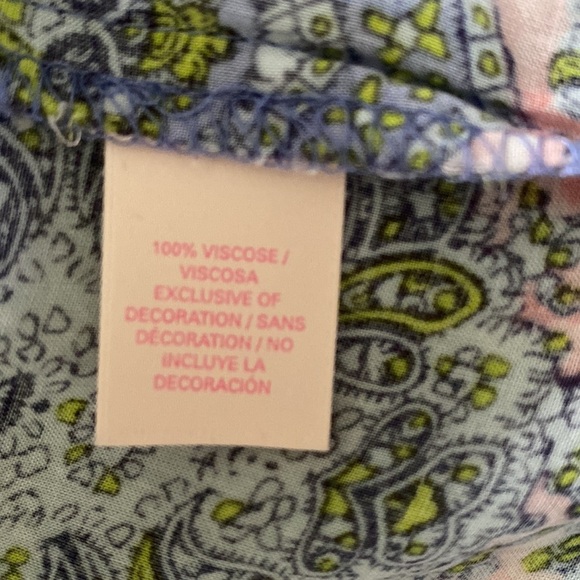 100% VISCOSE /
VISCOSA
EXCLUSIVE OF
DECORATION / SANS
DÉCORATION / NO
INCLUYE LA
DECORACIÓN